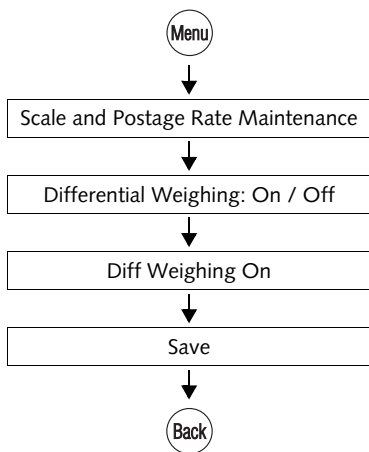 Menu
Scale and Postage Rate Maintenance
Differential Weighing: On / Off
Diff Weighing On
Save
Back